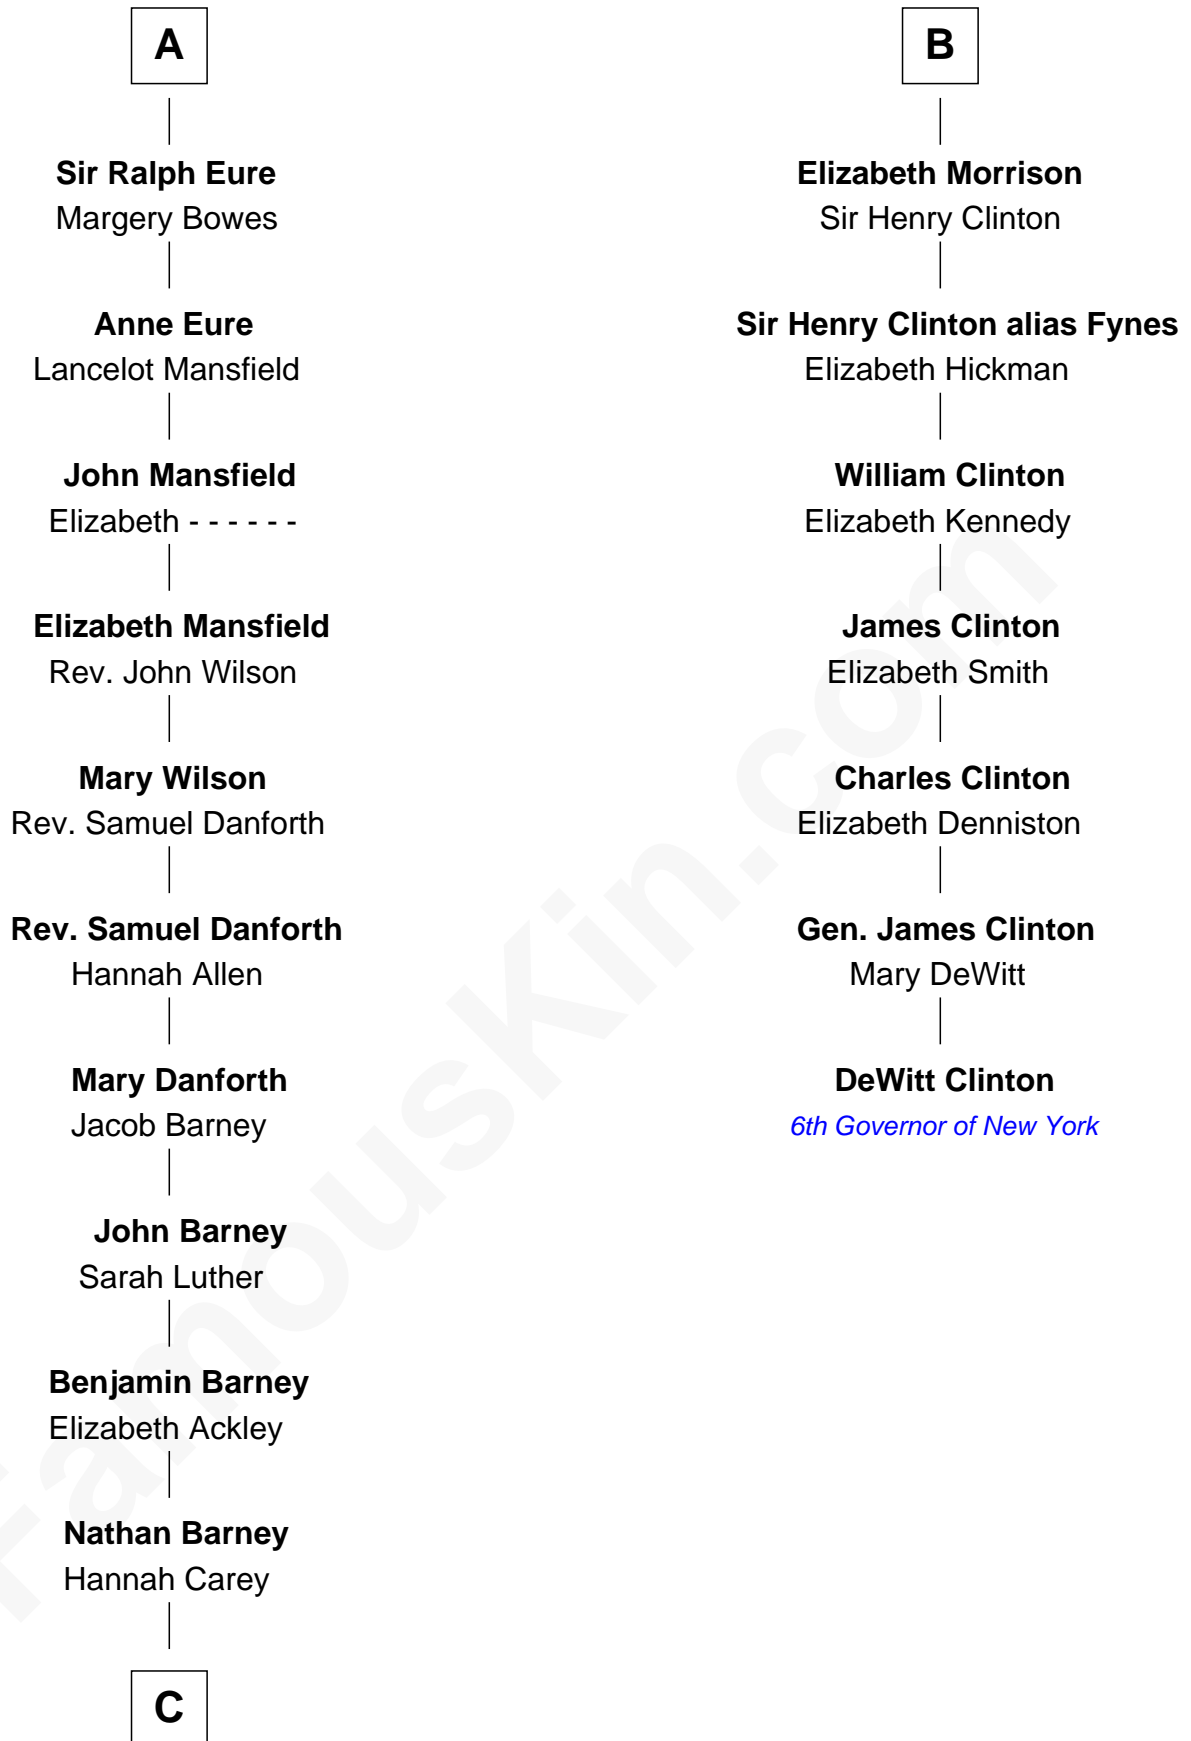 A
Sir Ralph Eure
Margery Bowes
Anne Eure
Lancelot Mansfield
John Mansfield
Elizabeth - - - - - -
Elizabeth Mansfield
Rev. John Wilson
Mary Wilson
Rev. Samuel Danforth
Rev. Samuel Danforth
Hannah Allen
Mary Danforth
Jacob Barney
John Barney
Sarah Luther
Benjamin Barney
Elizabeth Ackley
Nathan Barney
Hannah Carey
C
B
Elizabeth Morrison
Sir Henry Clinton
Sir Henry Clinton alias Fynes
Elizabeth Hickman
William Clinton
Elizabeth Kennedy
James Clinton
Elizabeth Smith
Charles Clinton
Elizabeth Denniston
Gen. James Clinton
Mary DeWitt
DeWitt Clinton
6th Governor of New York
FamousKin.com